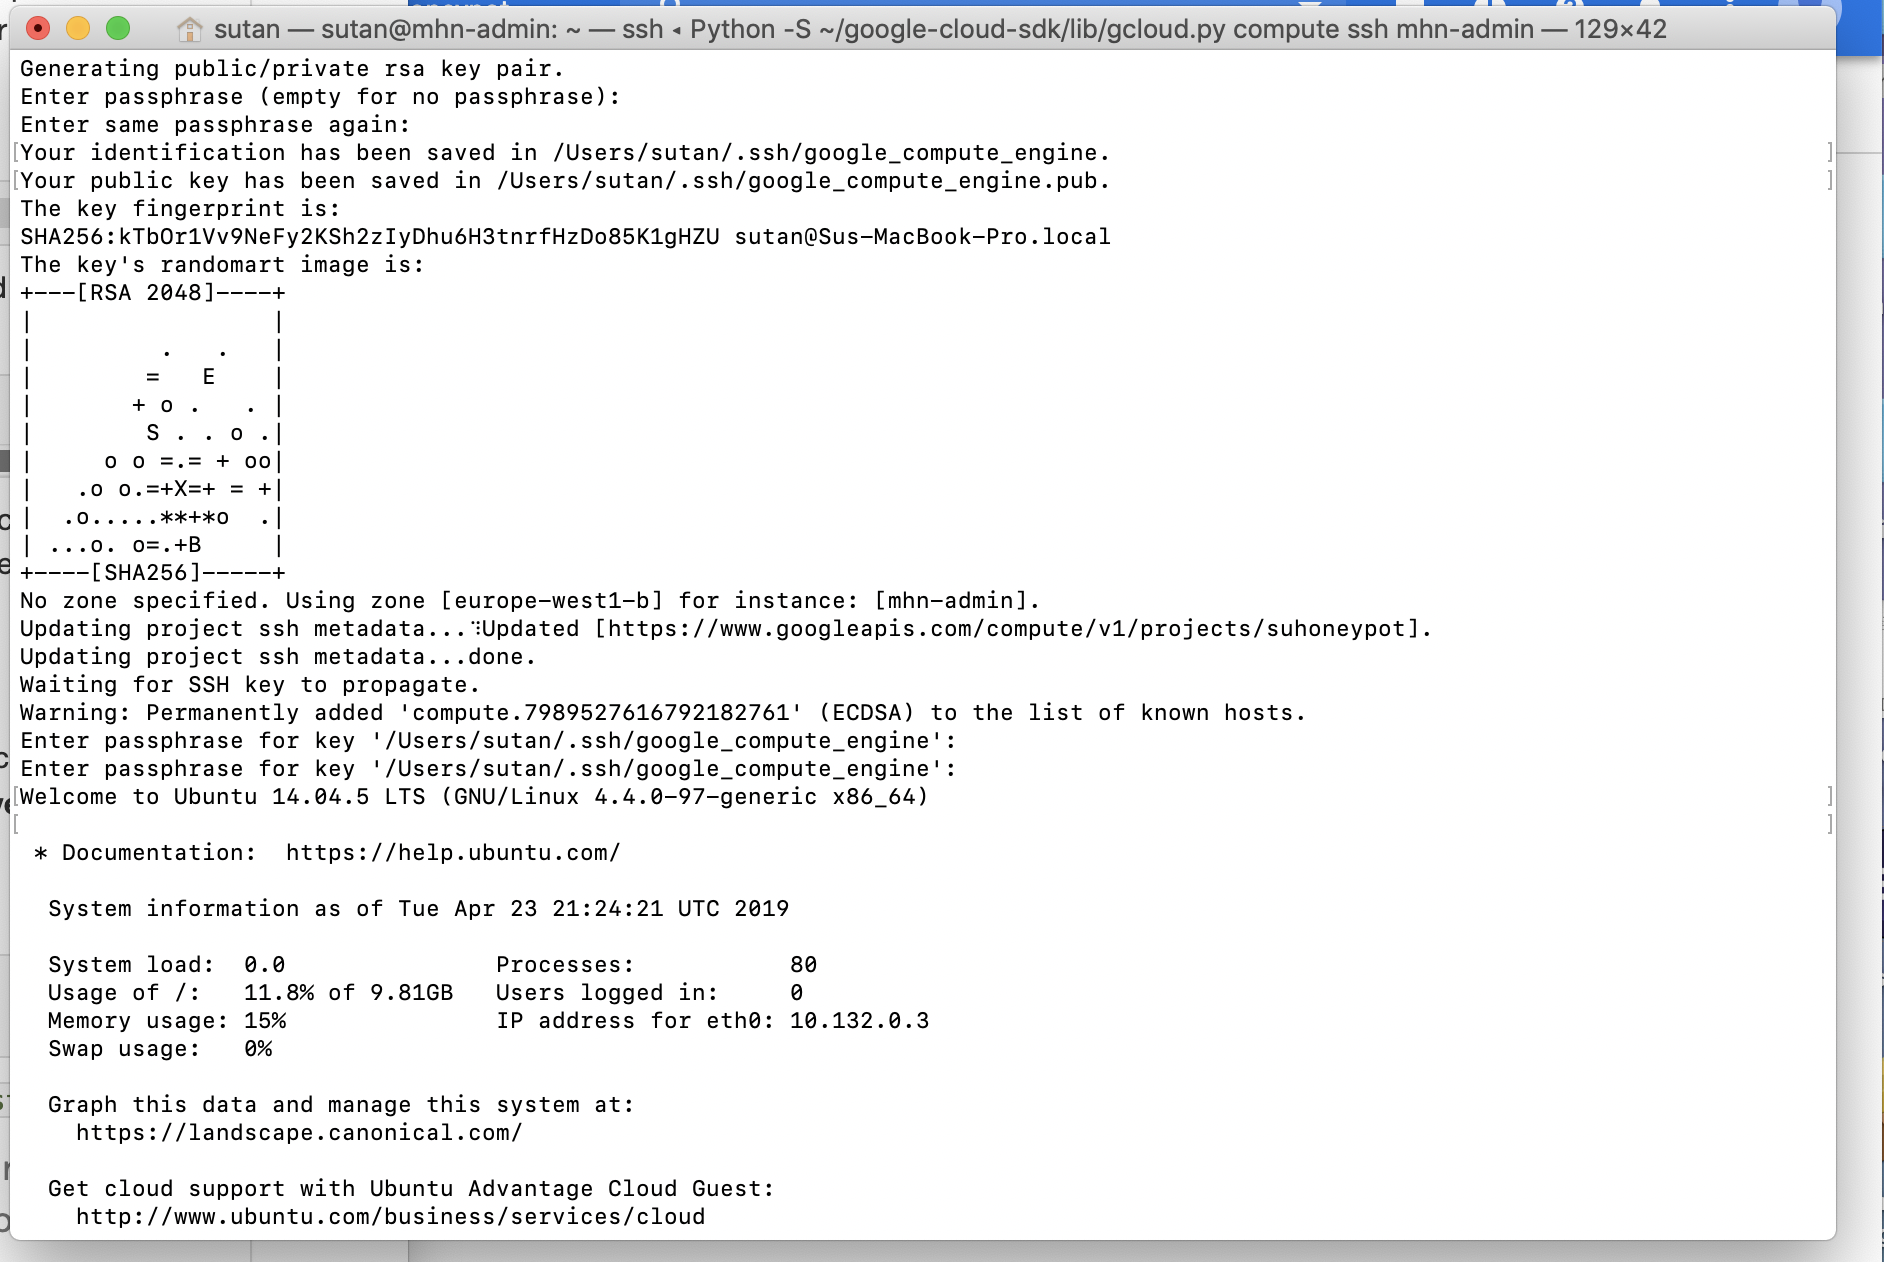 sutan — sutan@mhn-admin: ~ — ssh ◂ Python -S ~/google-cloud-sdk/lib/gcloud.py compute ssh mhn-admin — 129×42
Generating public/private rsa key pair.
Enter passphrase (empty for no passphrase):
Enter same passphrase again:
[Your identification has been saved in /Users/sutan/.ssh/google_compute_engine. ]
[Your public key has been saved in /Users/sutan/.ssh/google_compute_engine.pub. ]
The key fingerprint is:
SHA256:kTbOr1Vv9NeFy2KSh2zIyDhu6H3tnrfHzDo85K1gHZU sutan@Sus-MacBook-Pro.local
The key's randomart image is:
+---[RSA 2048]----+
|                 |
|         .   .   |
|        =   E    |
|       + o .   . |
|        S . . o .|
|     o o =.= + oo|
|   .o o.=+X=+ = +|
|  .o.....**+*o  .|
| ...o. o=.+B     |
+----[SHA256]-----+
No zone specified. Using zone [europe-west1-b] for instance: [mhn-admin].
Updating project ssh metadata...⠹Updated [https://www.googleapis.com/compute/v1/projects/suhoneypot].
Updating project ssh metadata...done.
Waiting for SSH key to propagate.
Warning: Permanently added 'compute.7989527616792182761' (ECDSA) to the list of known hosts.
Enter passphrase for key '/Users/sutan/.ssh/google_compute_engine':
Enter passphrase for key '/Users/sutan/.ssh/google_compute_engine':
[Welcome to Ubuntu 14.04.5 LTS (GNU/Linux 4.4.0-97-generic x86_64) ]
[ ]
 * Documentation:  https://help.ubuntu.com/
  System information as of Tue Apr 23 21:24:21 UTC 2019
  System load:  0.0               Processes:           80
  Usage of /:   11.8% of 9.81GB   Users logged in:     0
  Memory usage: 15%               IP address for eth0: 10.132.0.3
  Swap usage:   0%
  Graph this data and manage this system at:
    https://landscape.canonical.com/
  Get cloud support with Ubuntu Advantage Cloud Guest:
    http://www.ubuntu.com/business/services/cloud